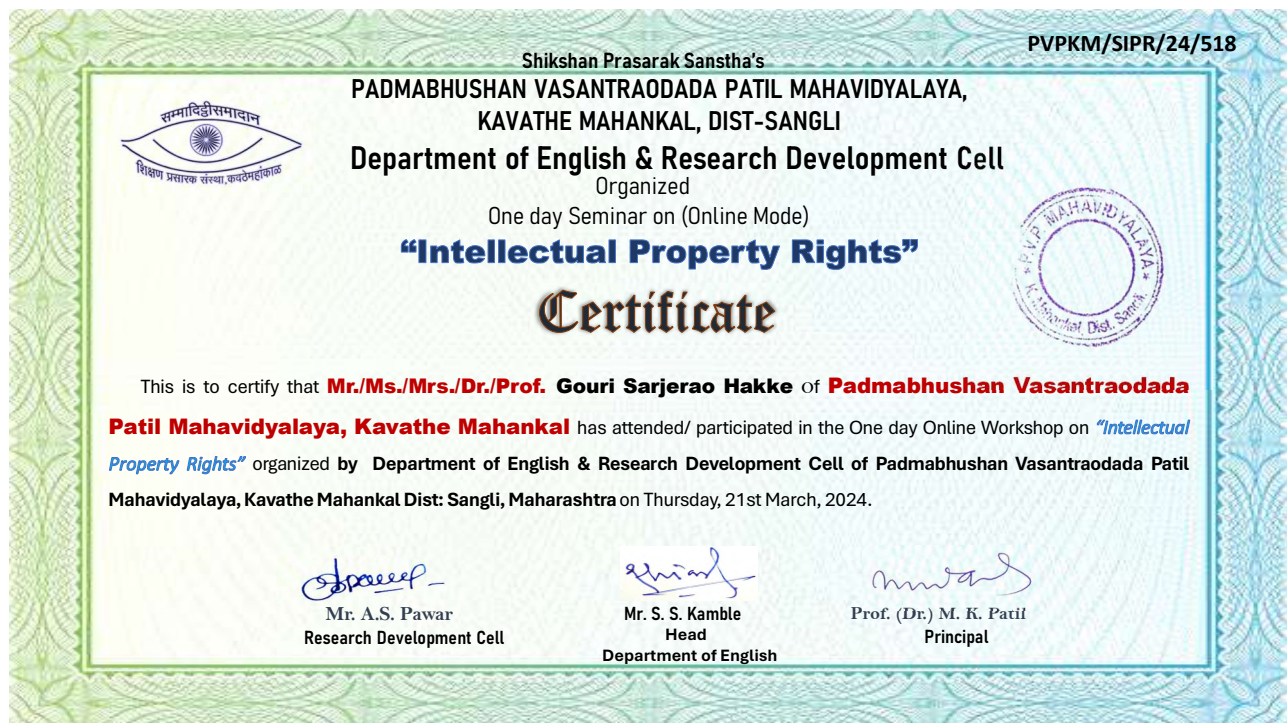 PVPKM/SIPR/24/518
Shikshan Prasarak Sanstha's
PADMABHUSHAN VASANTRAODADA PATIL MAHAVIDYALAYA,
KAVATHE MAHANKAL, DIST-SANGLI
सम्मादिट्ठीसमादान
शिक्षण प्रसारक संस्था,कवठेमहांकाळ
Department of English & Research Development Cell
Organized
One day Seminar on (Online Mode)
“Intellectual Property Rights”
P.V.P. MAHAVIDYALAYA
K. Mahankal, Dist. Sangli.
Certificate
This is to certify that Mr./Ms./Mrs./Dr./Prof. Gouri Sarjerao Hakke of Padmabhushan Vasantraodada
Patil Mahavidyalaya, Kavathe Mahankal has attended/ participated in the One day Online Workshop on “Intellectual
Property Rights” organized by Department of English & Research Development Cell of Padmabhushan Vasantraodada Patil
Mahavidyalaya, Kavathe Mahankal Dist: Sangli, Maharashtra on Thursday, 21st March, 2024.
Mr. A.S. Pawar
Research Development Cell
Mr. S. S. Kamble
Head
Department of English
Prof. (Dr.) M. K. Patil
Principal